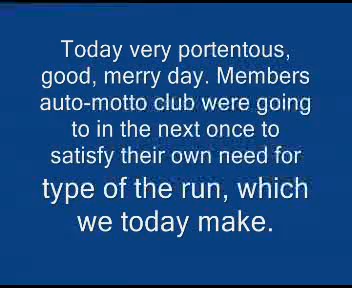 Today very portentous,
good, merry day. Members
auto-motto club were going
to in the next once to
satisfy their own need for
type of the run, which
we today make.